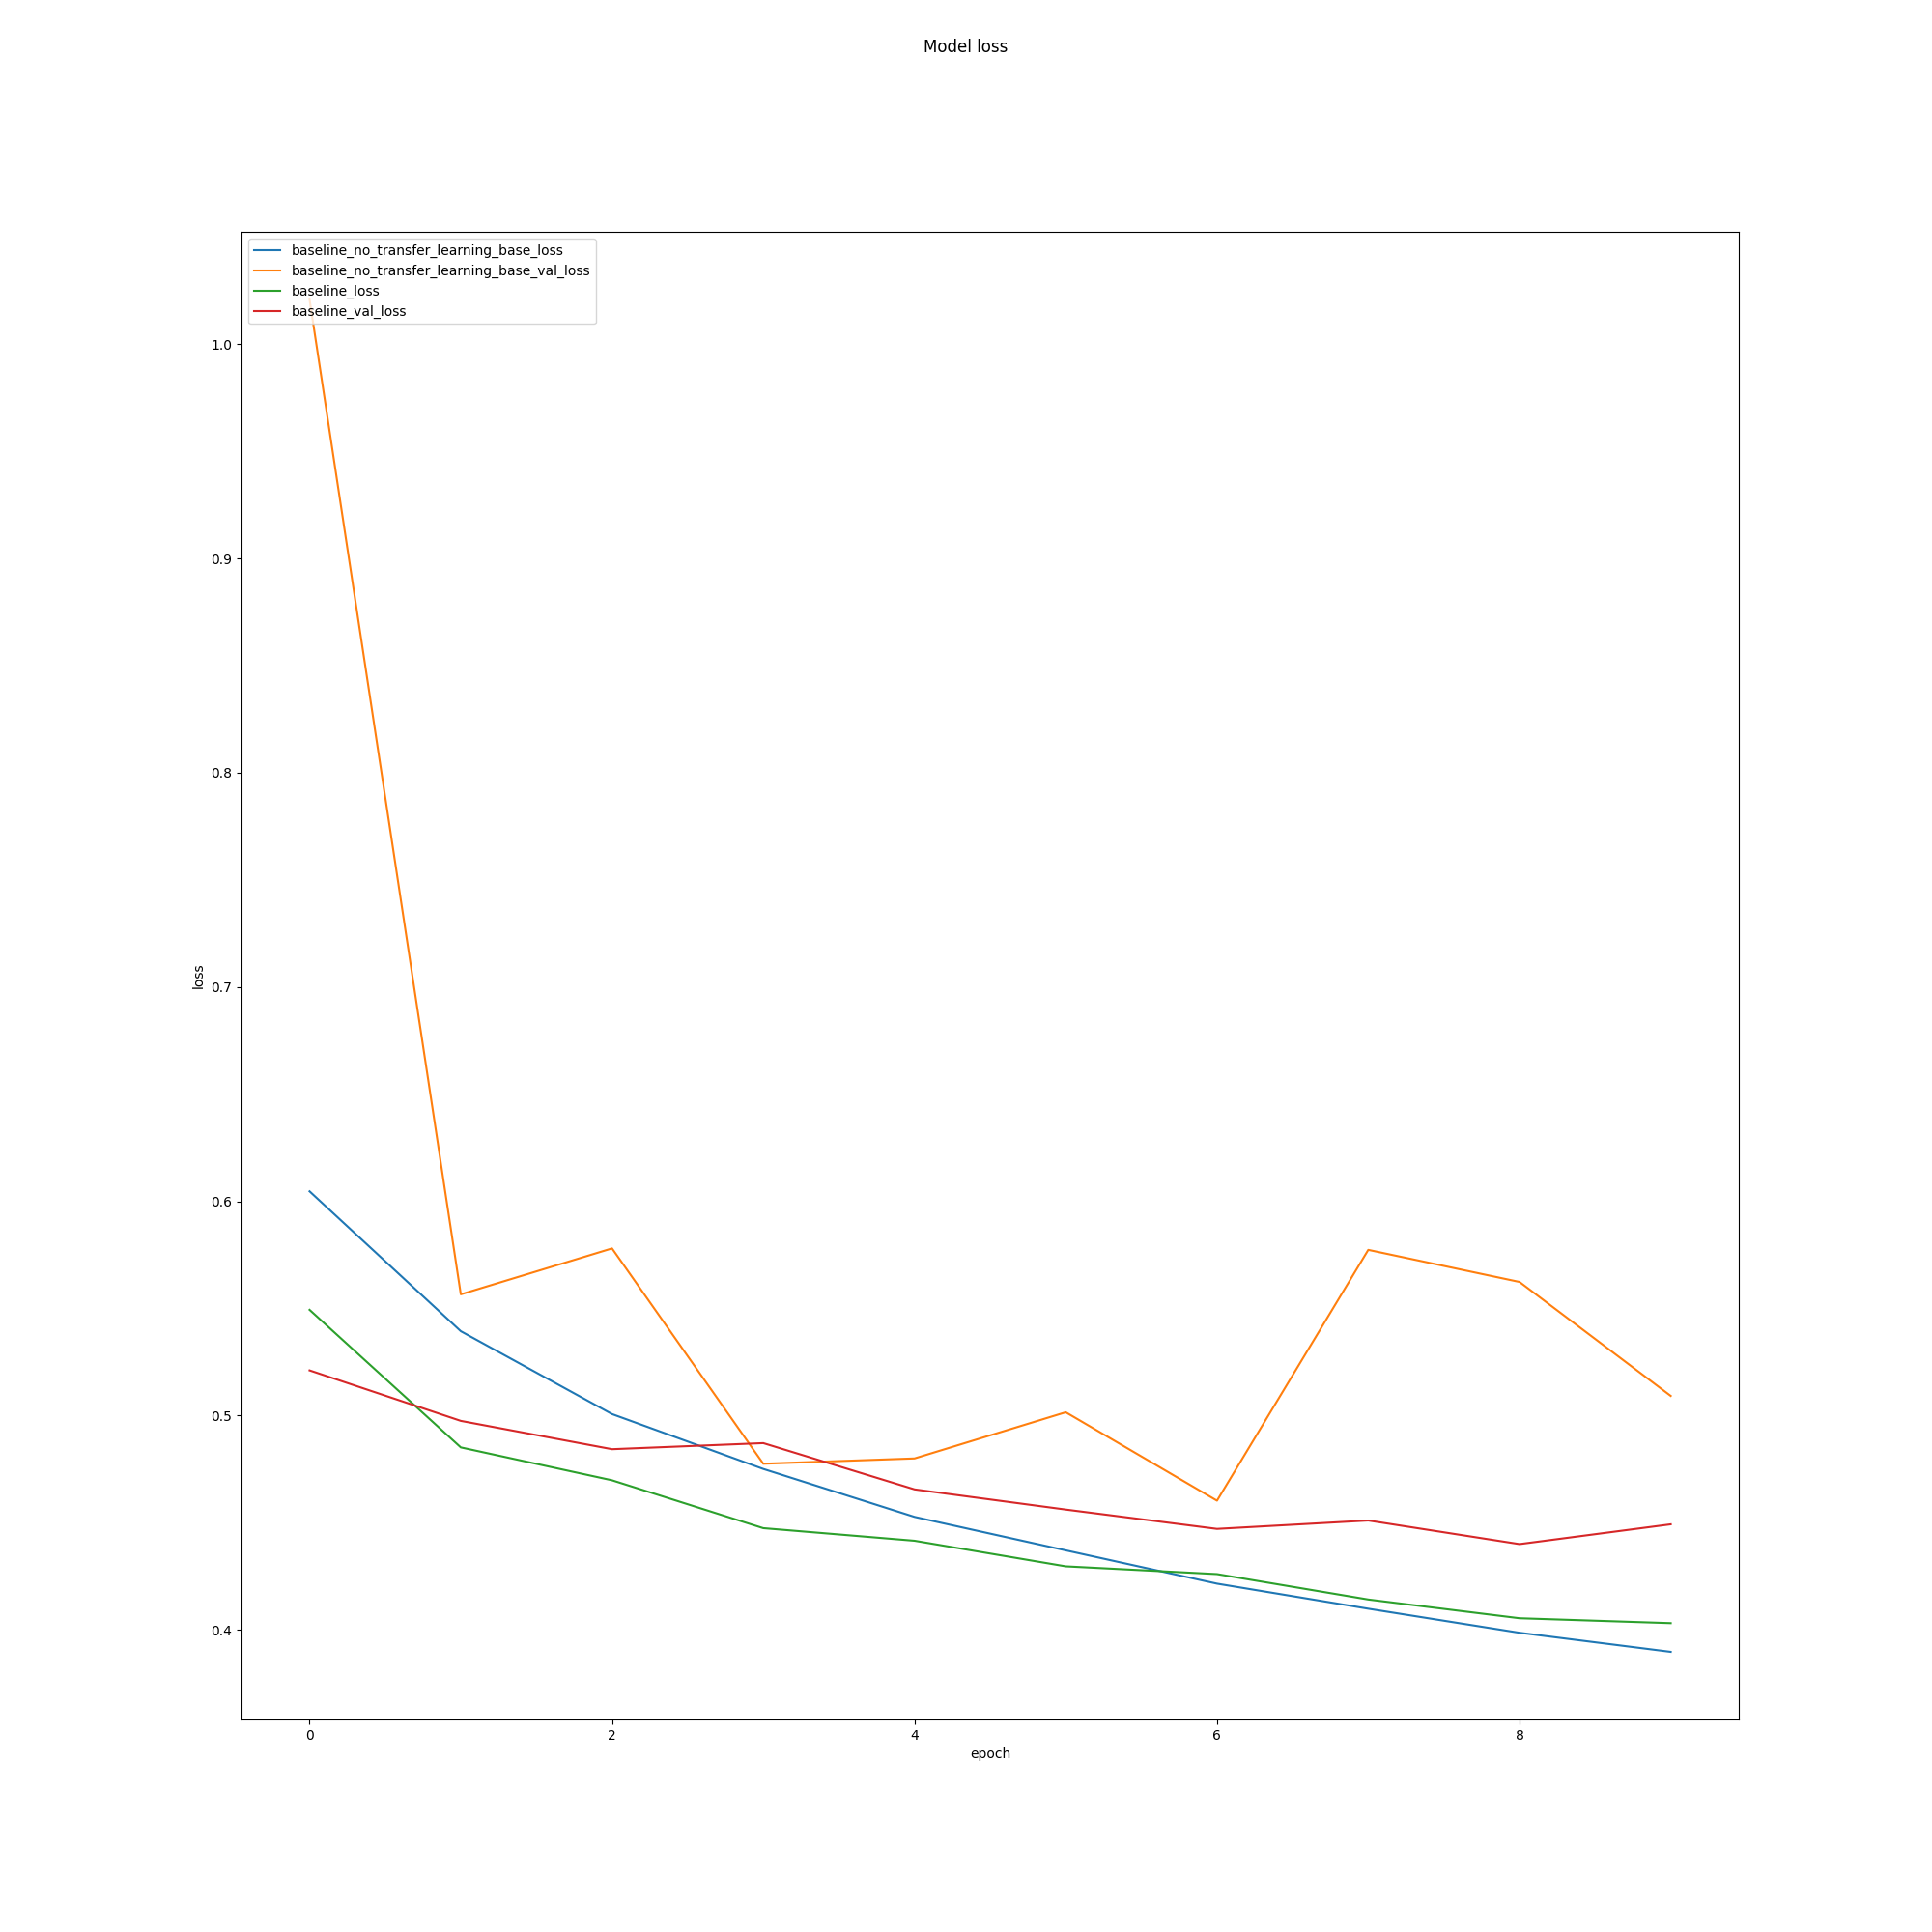 Model loss
baseline_no_transfer_learning_base_loss
baseline_no_transfer_learning_base_val_loss
baseline_loss
baseline_val_loss
1.0
0.9
0.8
0.7
0.6
0.5
0.4
loss
0 2 4 6 8
epoch